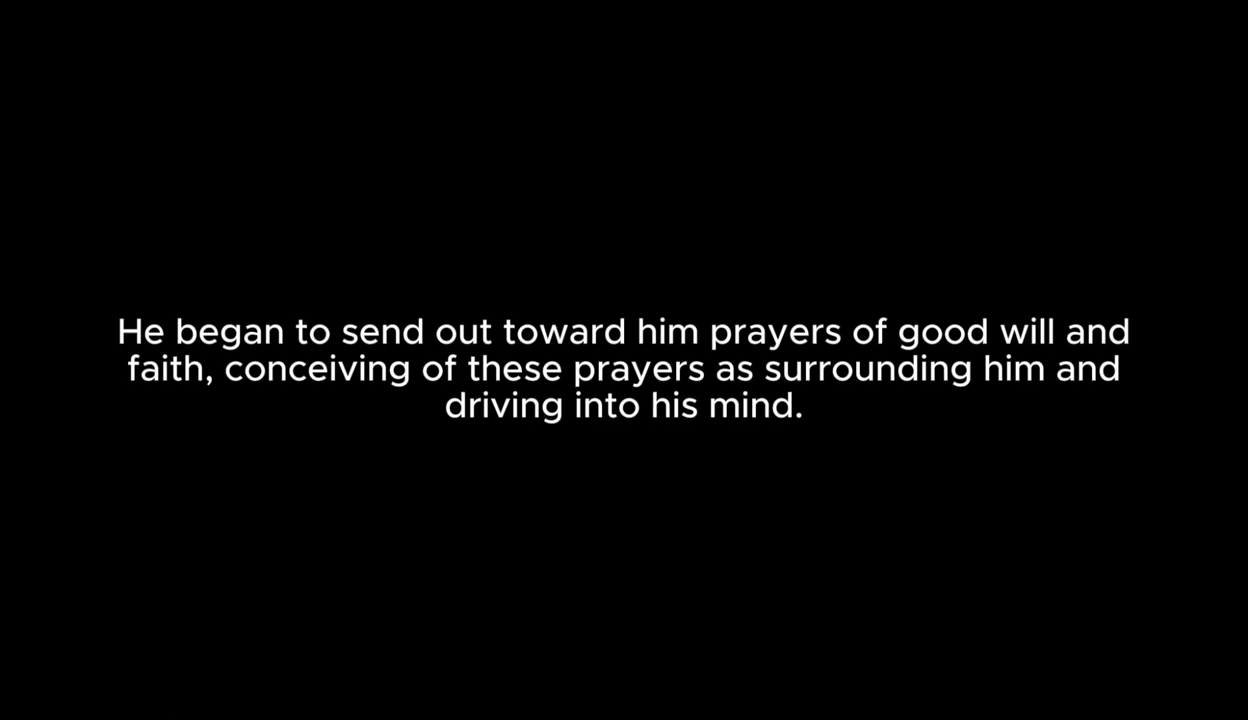 He began to send out toward him prayers of good will and
faith, conceiving of these prayers as surrounding him and
driving into his mind.